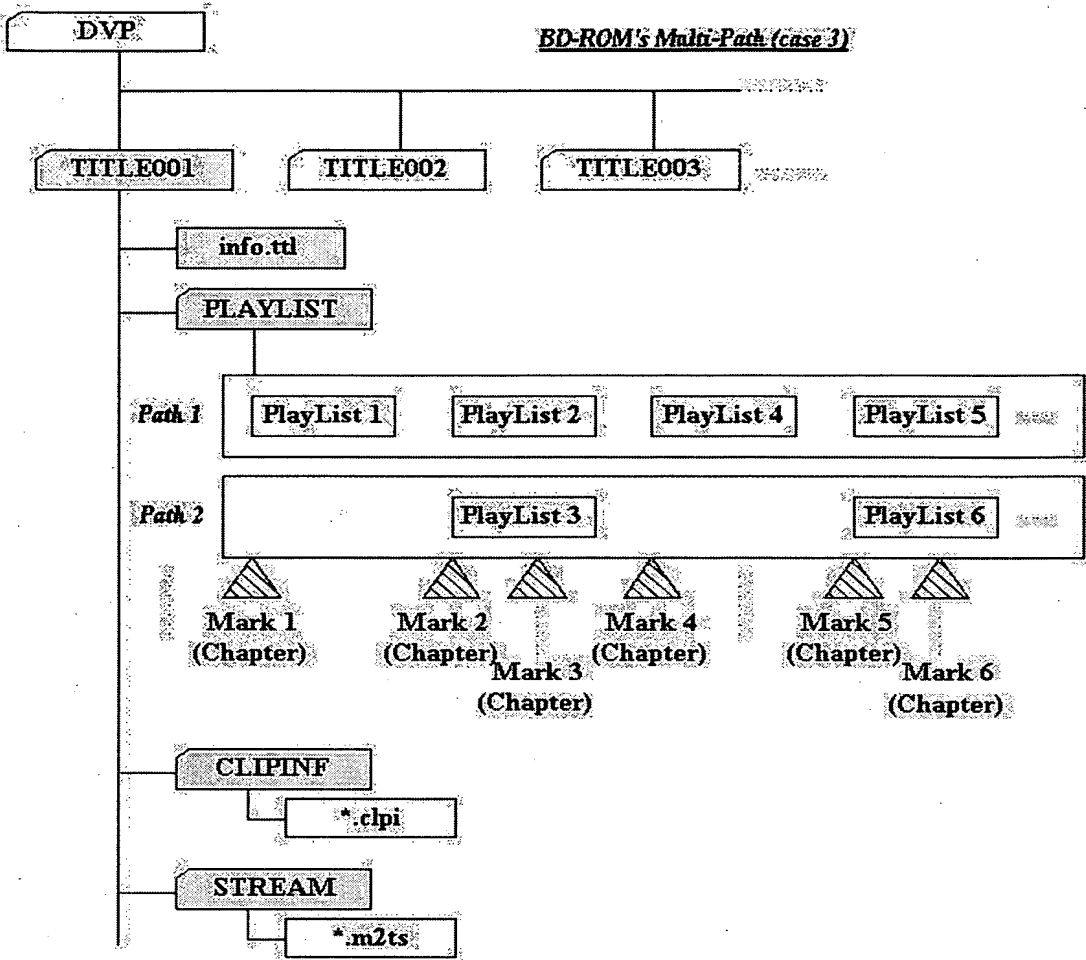 DVP
BD-ROM's Multi-Path (case 3)
TITLE001 TITLE002 TITLE003
info.ttl
PLAYLIST
Path 1 PlayList 1 PlayList 2 PlayList 4 PlayList 5
Path 2 PlayList 3 PlayList 6
Mark 1 Mark 2 Mark 4 Mark 5
(Chapter) (Chapter) (Chapter) (Chapter)
Mark 3 Mark 6
(Chapter) (Chapter)
CLIPINF
*.clpi
STREAM
*.m2ts